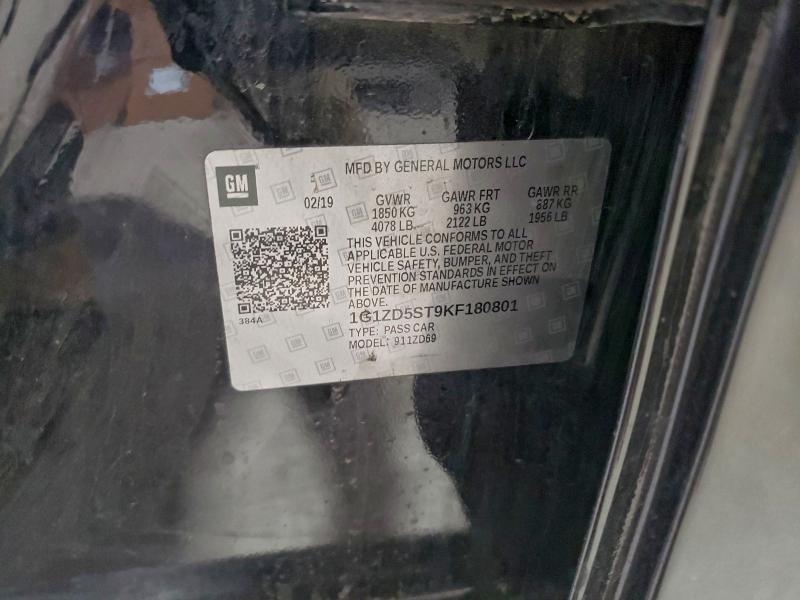 MFD BY GENERAL MOTORS LLC
GM
02/19 GVWR GAWR FRT GAWR RR
1850 KG 963 KG 887 KG
4078 LB 2122 LB 1956 LB
THIS VEHICLE CONFORMS TO ALL
APPLICABLE U.S. FEDERAL MOTOR
VEHICLE SAFETY, BUMPER, AND THEFT
PREVENTION STANDARDS IN EFFECT ON
THE DATE OF MANUFACTURE SHOWN
ABOVE.
384A
1G1ZD5ST9KF180801
TYPE: PASS CAR
MODEL: 911ZD69